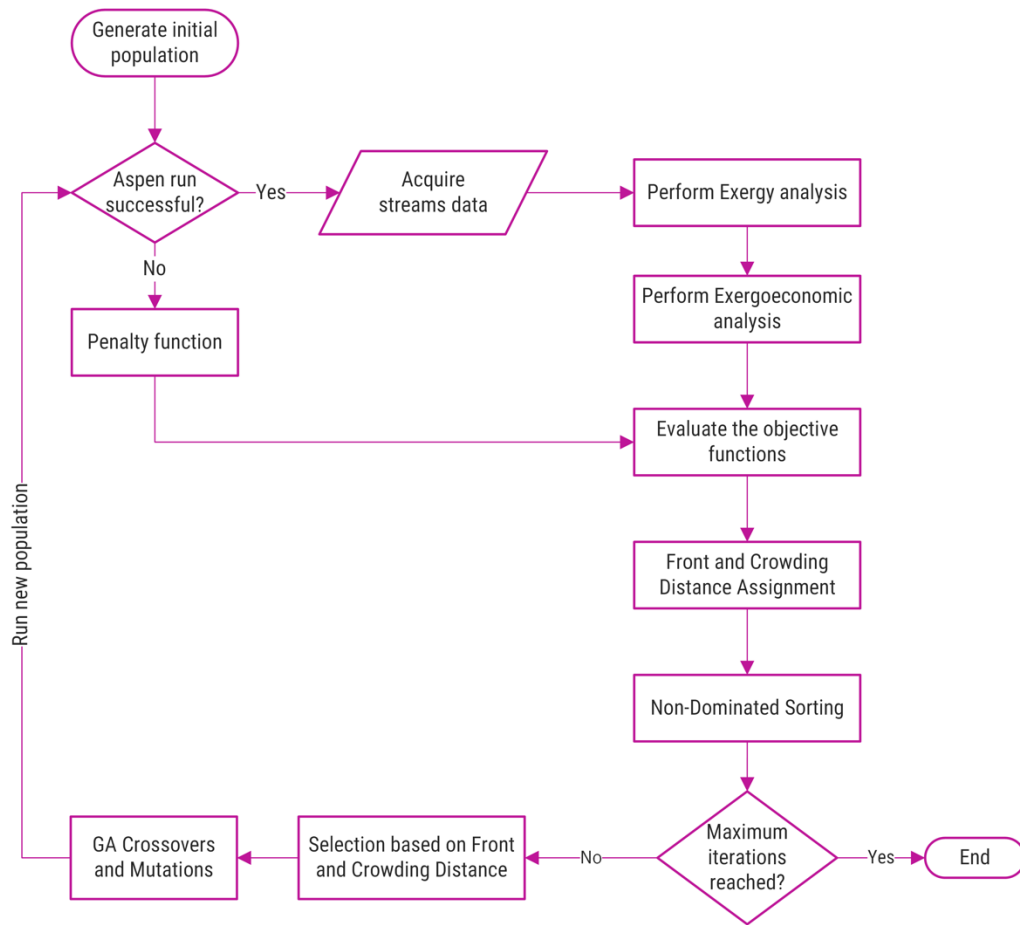 Generate initial
population
Aspen run
successful?
Yes
Acquire
streams data
Perform Exergy analysis
No
Penalty function
Perform Exergoeconomic
analysis
Evaluate the objective
functions
Front and Crowding
Distance Assignment
Non-Dominated Sorting
Maximum
iterations
reached?
Yes
End
No
Selection based on Front
and Crowding Distance
GA Crossovers
and Mutations
Run new population